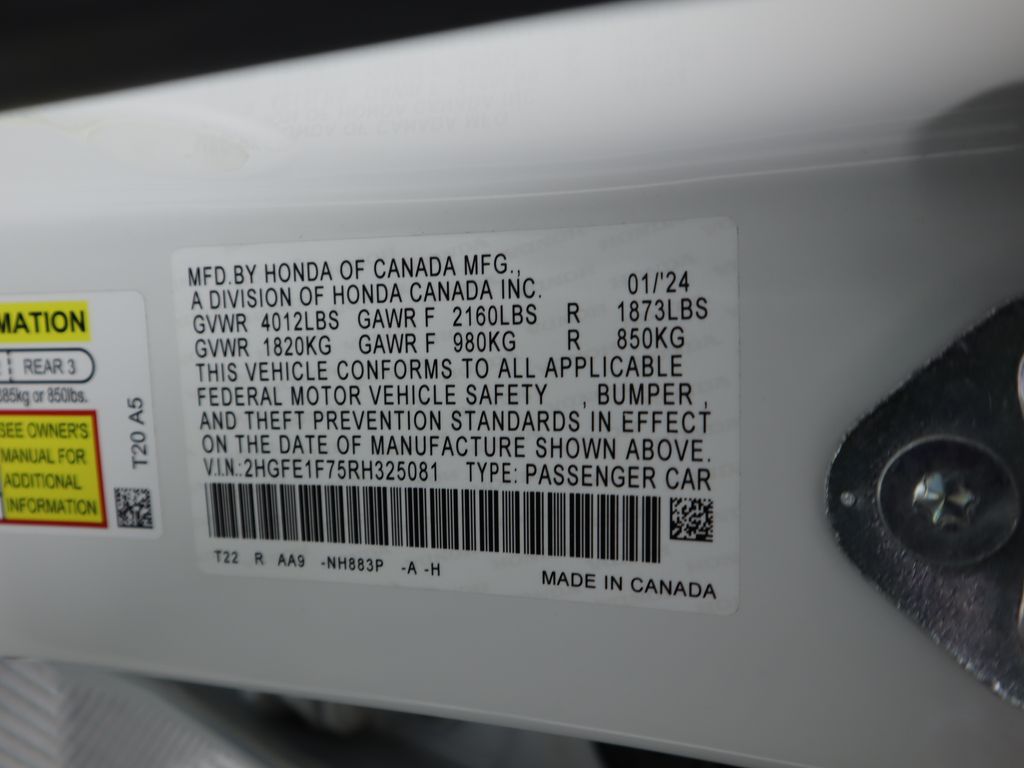 MFD.BY HONDA OF CANADA MFG.,
A DIVISION OF HONDA CANADA INC. 01/'24
GVWR 4012LBS GAWR F 2160LBS R 1873LBS
GVWR 1820KG GAWR F 980KG R 850KG
THIS VEHICLE CONFORMS TO ALL APPLICABLE
FEDERAL MOTOR VEHICLE SAFETY , BUMPER ,
AND THEFT PREVENTION STANDARDS IN EFFECT
ON THE DATE OF MANUFACTURE SHOWN ABOVE.
V.I.N.:2HGFE1F75RH325081 TYPE: PASSENGER CAR
T22 R AA9 -NH883P -A -H
MADE IN CANADA
MATION
REAR 3
385kg or 850lbs.
SEE OWNER'S
MANUAL FOR
ADDITIONAL
INFORMATION
T20 A5